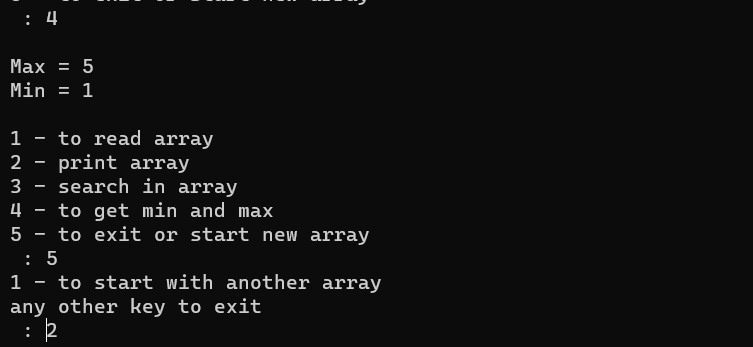 : 4
Max = 5
Min = 1
1 - to read array
2 - print array
3 - search in array
4 - to get min and max
5 - to exit or start new array
: 5
1 - to start with another array
any other key to exit
: 2